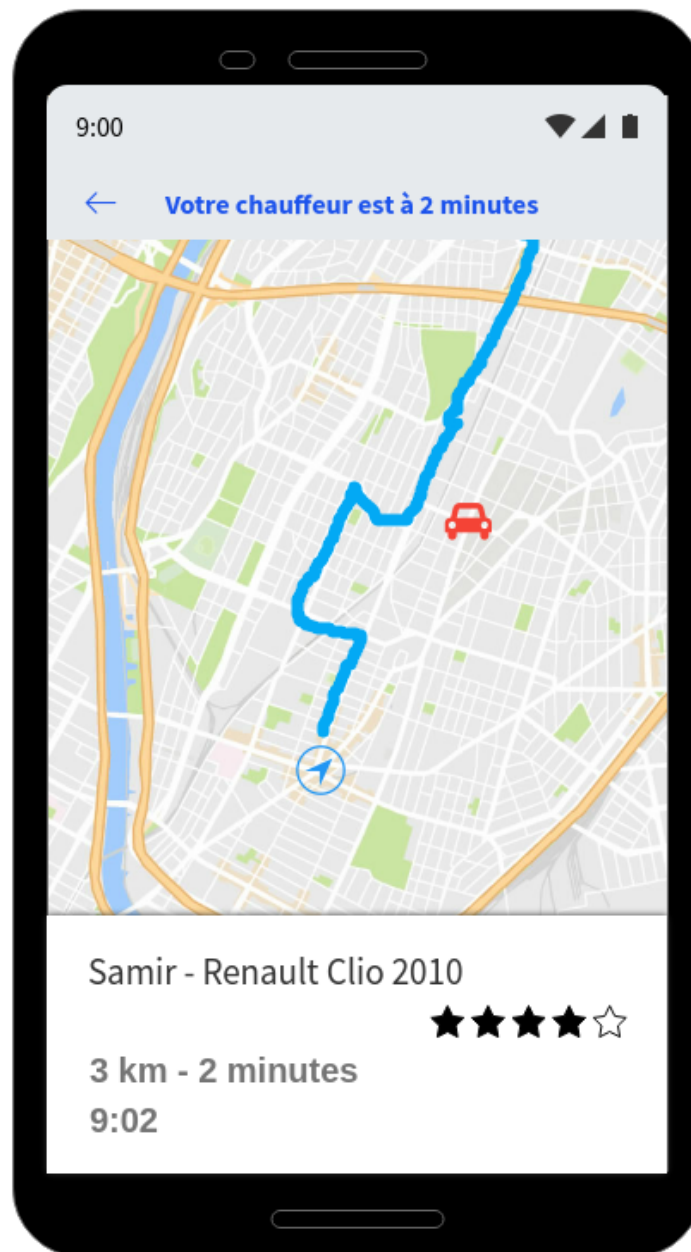 9:00
Votre chauffeur est à 2 minutes
Samir - Renault Clio 2010
3 km - 2 minutes
9:02